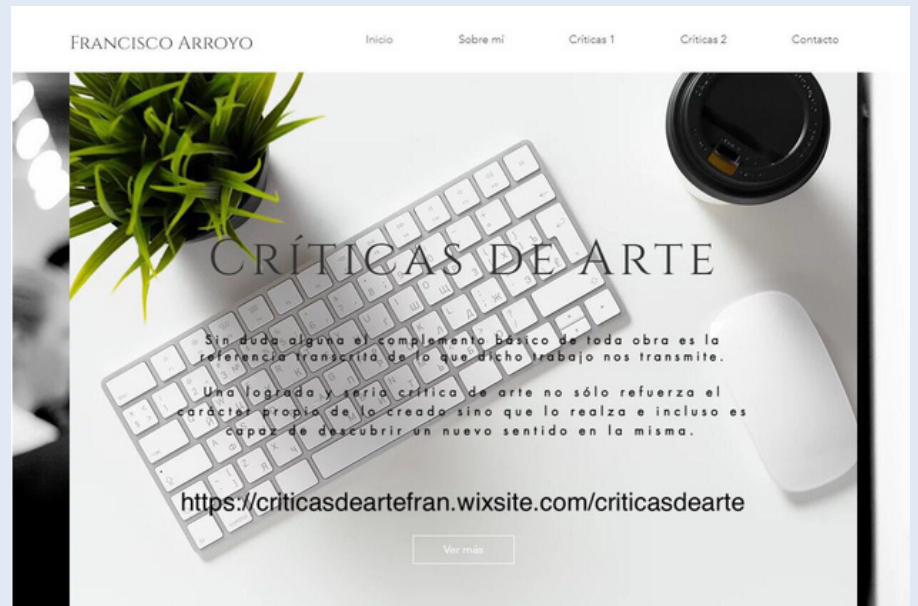 FRANCISCO ARROYO
Inicio
Sobre mí
Críticas 1
Críticas 2
Contacto
CRÍTICAS DE ARTE
Sin duda alguna el complemento básico de toda obra es la
referencia transcrita de lo que dicho trabajo nos transmite.
Una lograda y seria crítica de arte no sólo refuerza el
carácter propio de lo creado sino que lo realza e incluso es
capaz de descubrir un nuevo sentido en la misma.
https://criticasdeartefran.wixsite.com/criticasdearte
Ver más